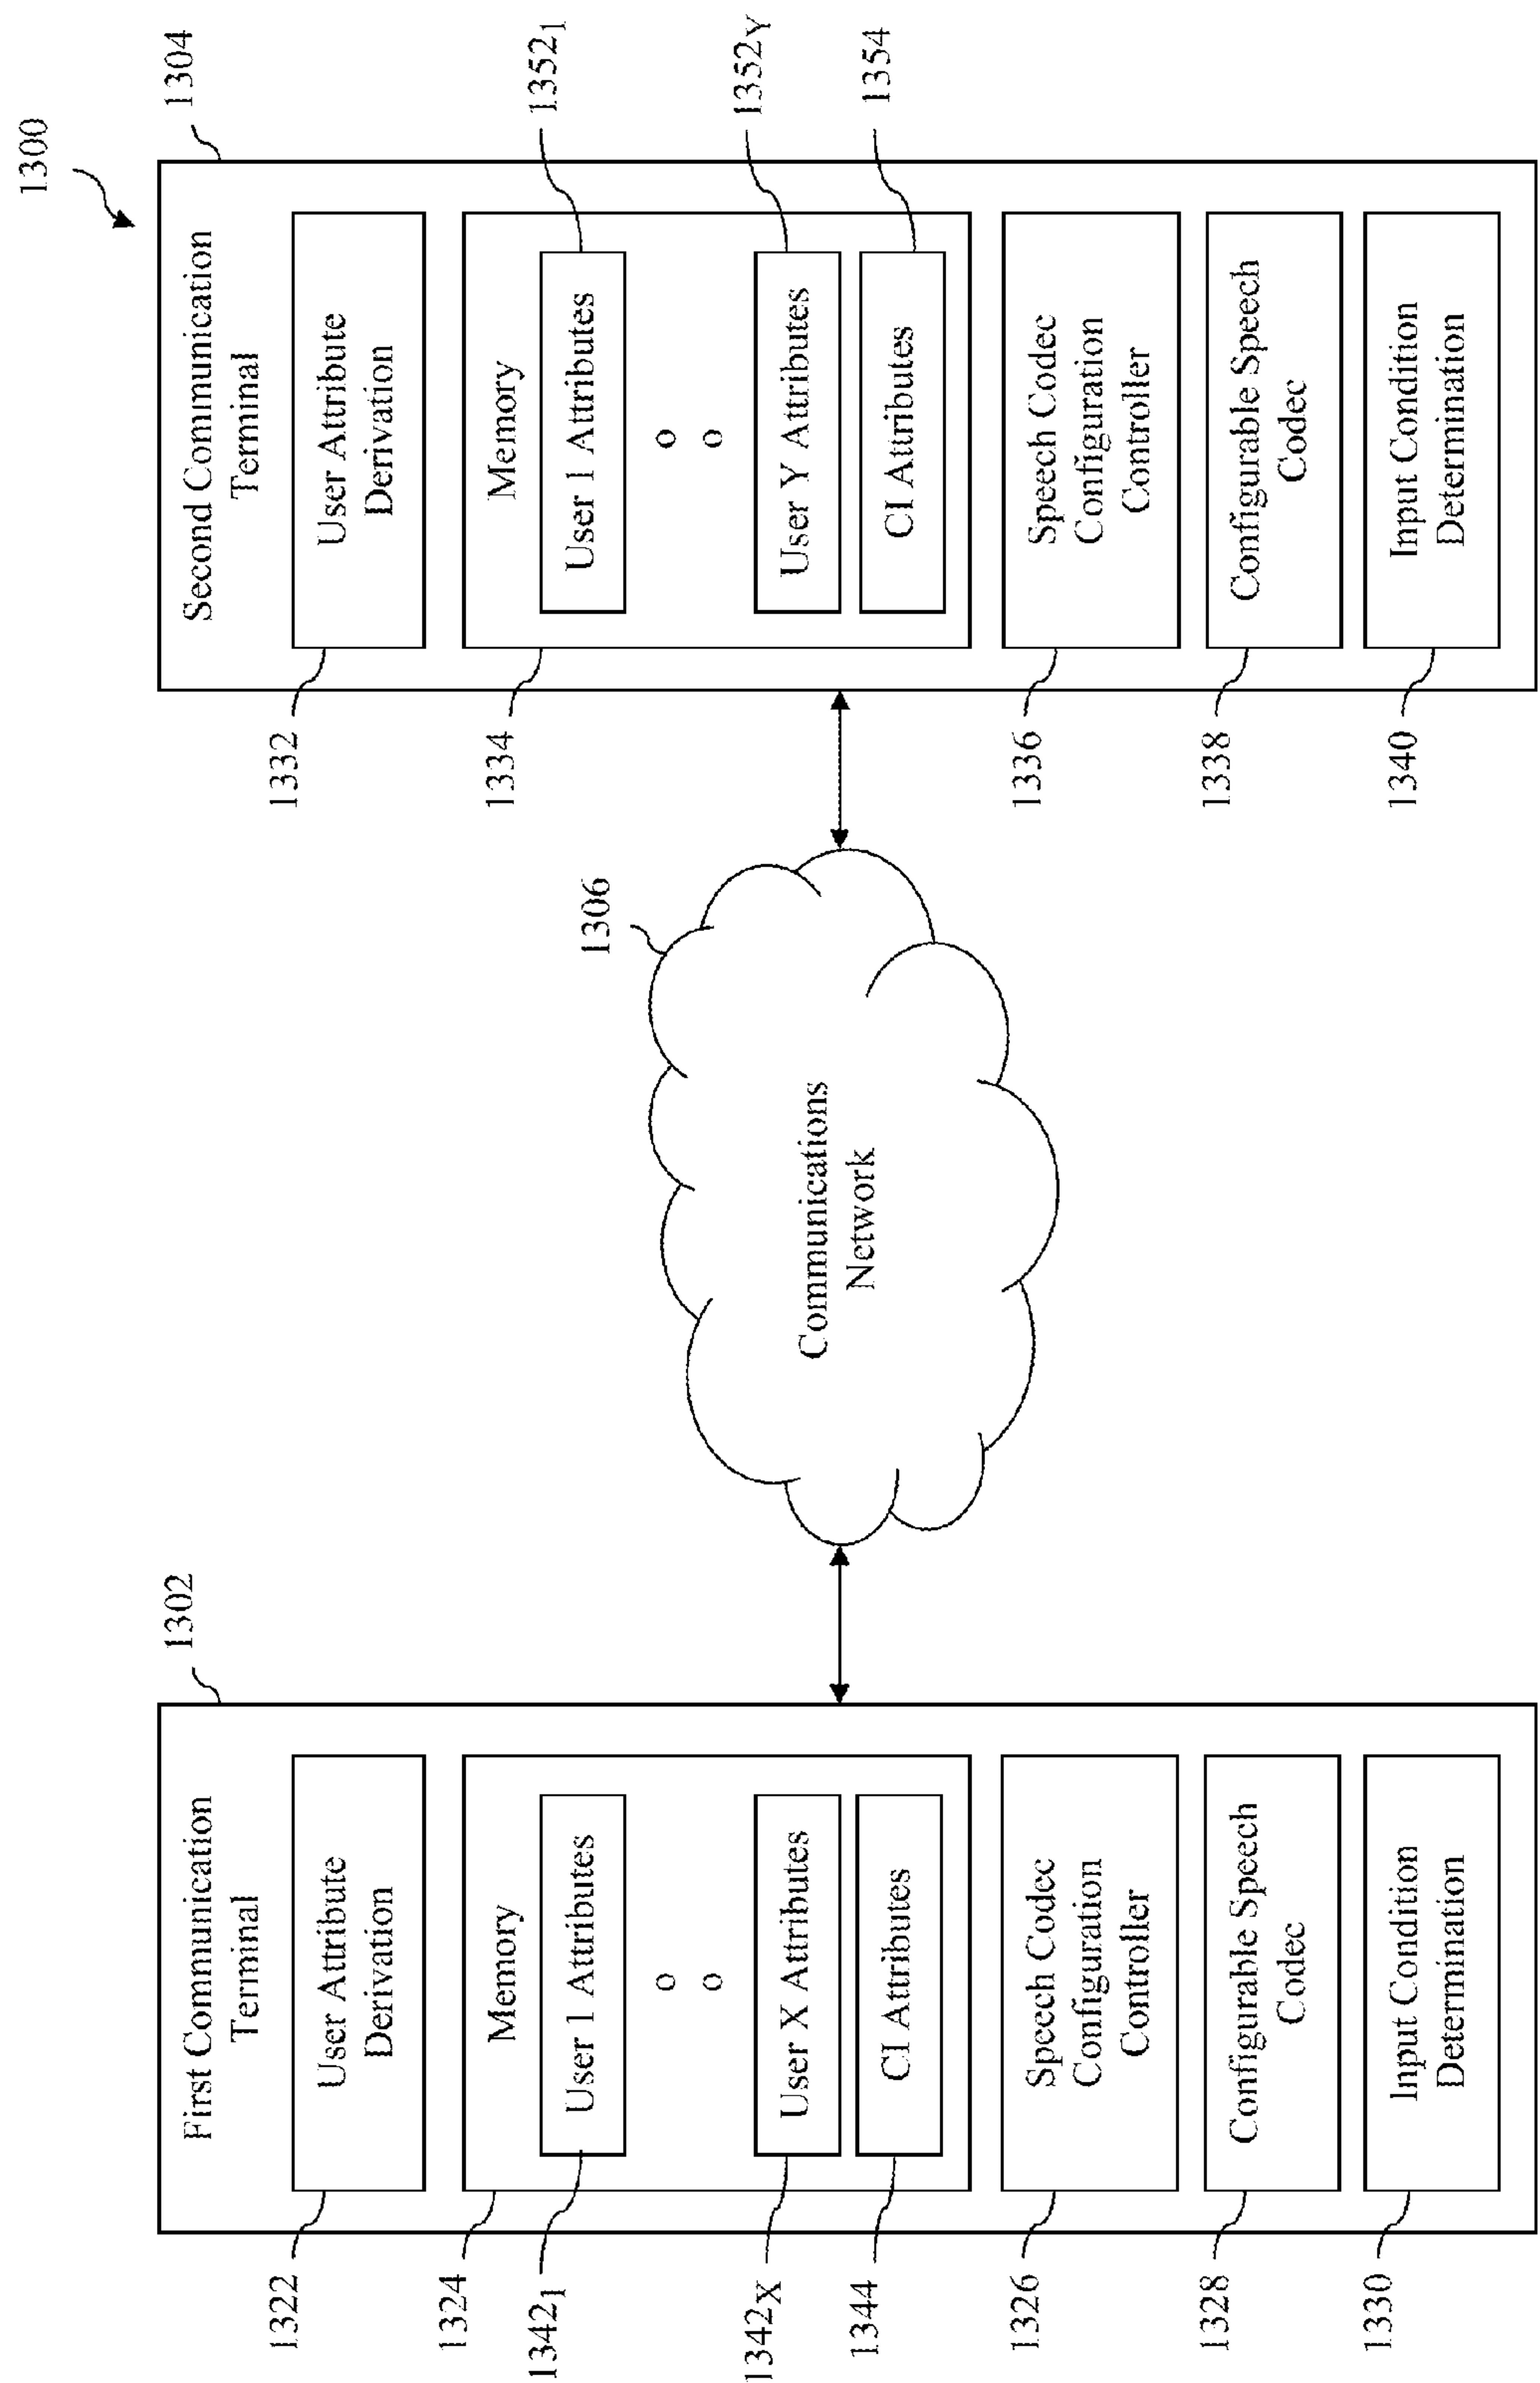 1300
1302
First Communication
Terminal
1322
User Attribute
Derivation
1324
Memory
1342₁
User 1 Attributes
o
o
1342X
User X Attributes
1344
CI Attributes
1326
Speech Codec
Configuration
Controller
1328
Configurable Speech
Codec
1330
Input Condition
Determination
1306
Communications
Network
1304
Second Communication
Terminal
1332
User Attribute
Derivation
1334
Memory
1352₁
User 1 Attributes
o
o
1352Y
User Y Attributes
1354
CI Attributes
1336
Speech Codec
Configuration
Controller
1338
Configurable Speech
Codec
1340
Input Condition
Determination